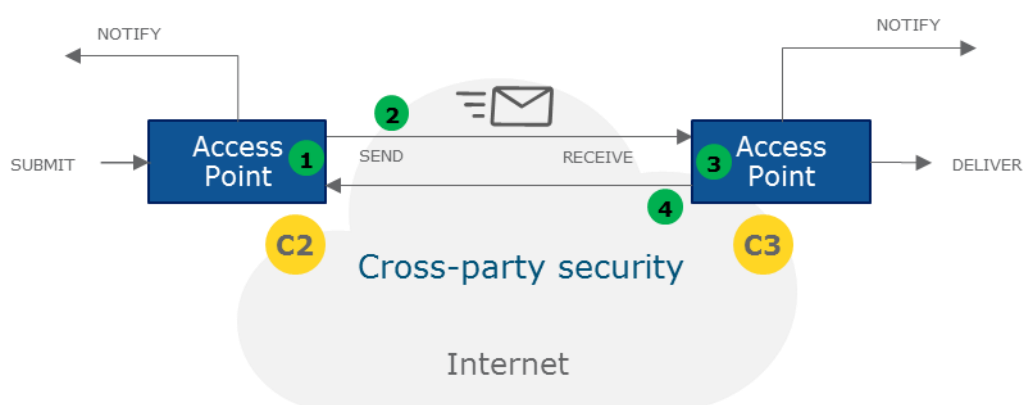 NOTIFY
NOTIFY
2
SUBMIT
Access
Point
1
SEND
RECEIVE
3
Access
Point
DELIVER
4
C2
C3
Cross-party security
Internet